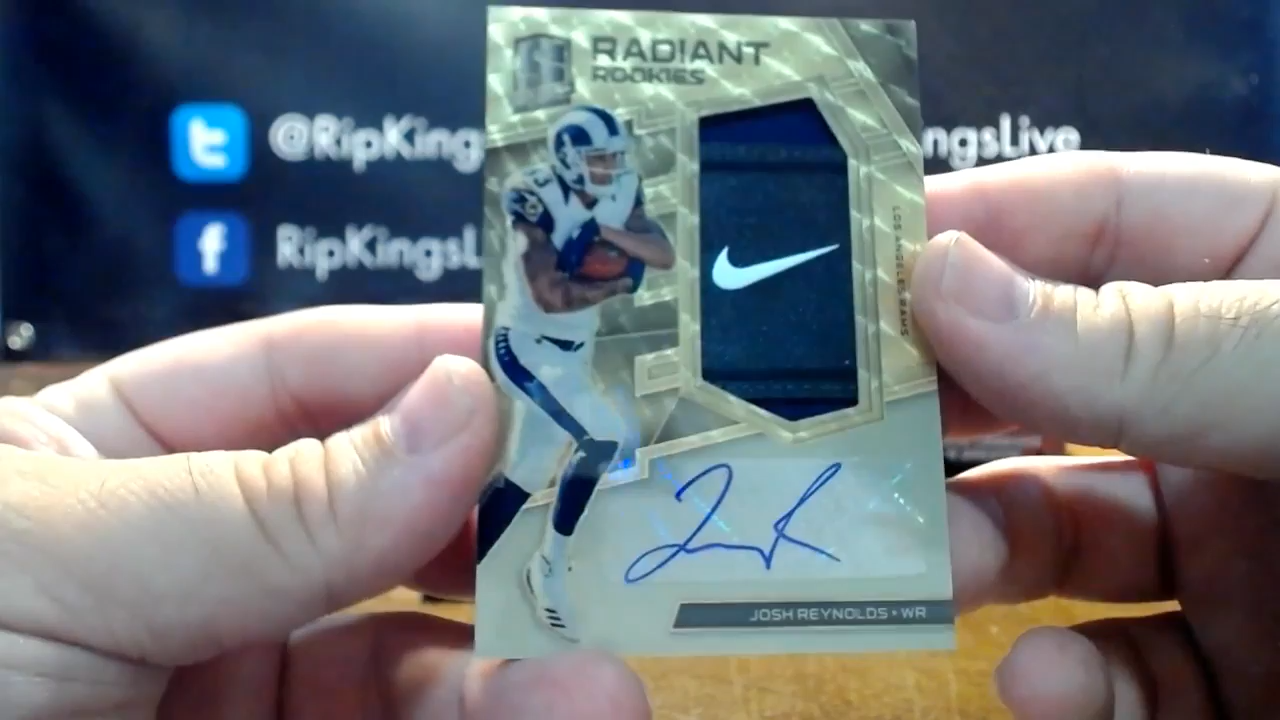 RADIANT
ROOKIES
@RipKing
ngsLive
RipKingsL
LOS ANGELES RAMS
JOSH REYNOLDS • WR